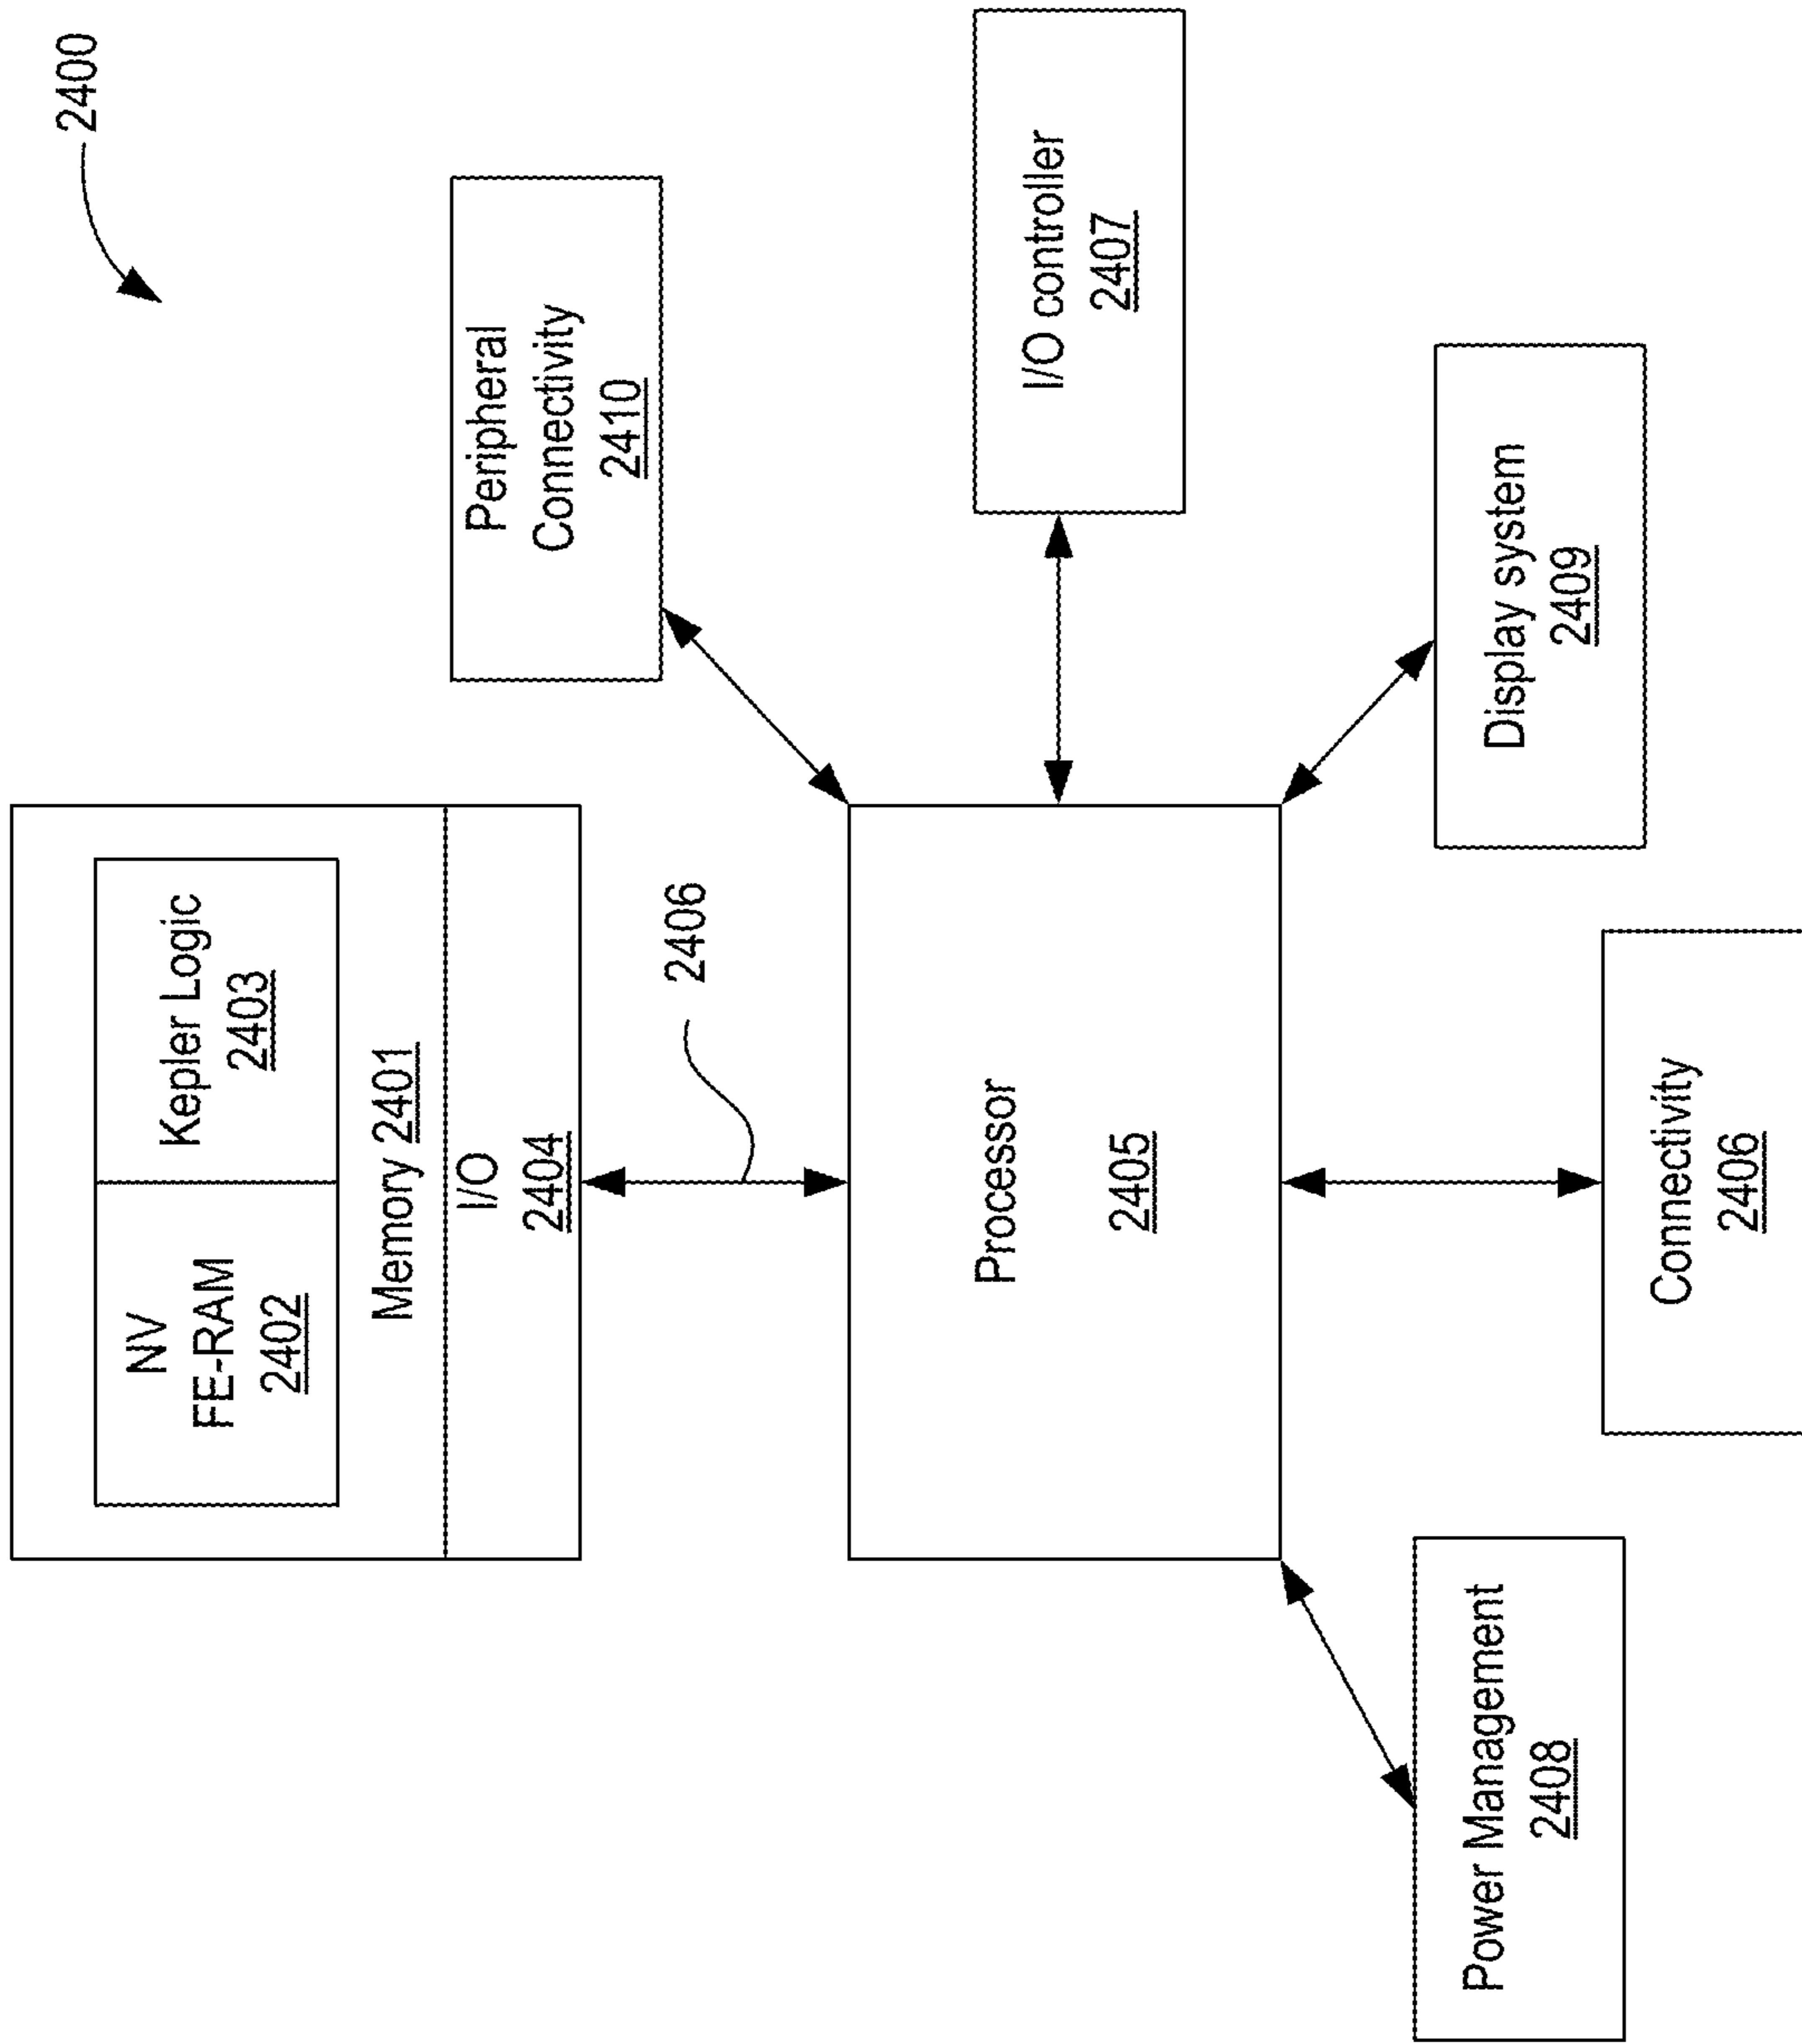 2400
NV
FE-RAM
2402
Kepler Logic
2403
Memory 2401
I/O
2404
2406
Peripheral
Connectivity
2410
Processor
2405
I/O controller
2407
Power Management
2408
Connectivity
2406
Display system
2409